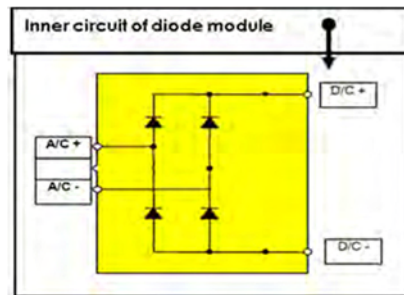 Inner circuit of diode module
D/C +
A/C +
A/C -
D/C -